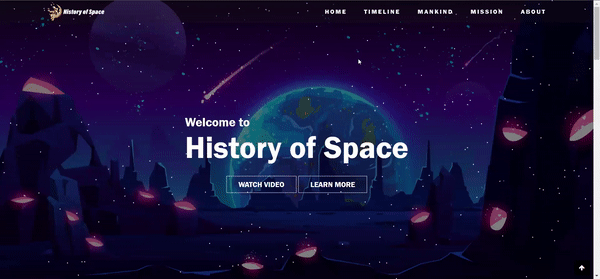 History of Space
HOME TIMELINE MANKIND MISSION ABOUT
Welcome to
History of Space
WATCH VIDEO LEARN MORE